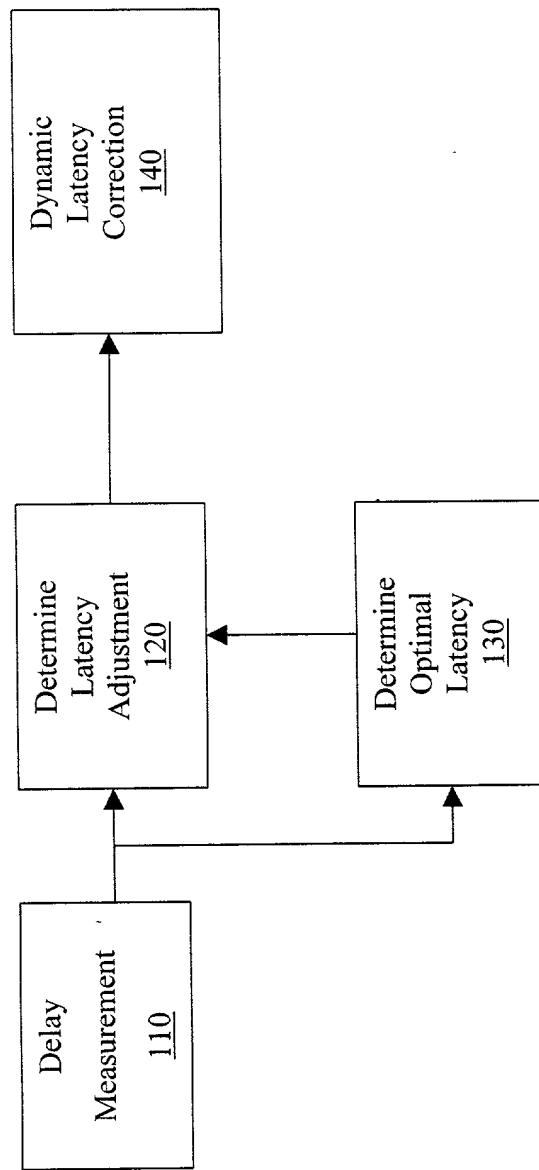 Delay
Measurement
110
Determine
Latency
Adjustment
120
Determine
Optimal
Latency
130
Dynamic
Latency
Correction
140